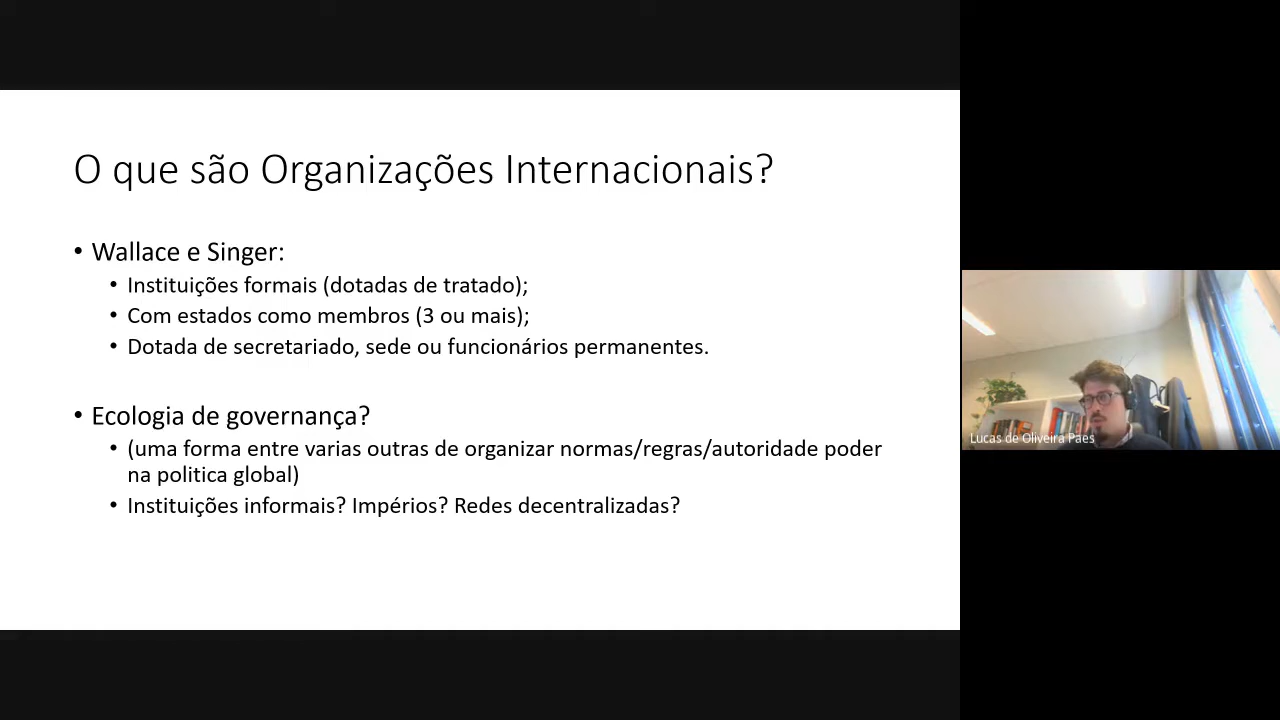 O que são Organizações Internacionais?
• Wallace e Singer:
• Instituições formais (dotadas de tratado);
• Com estados como membros (3 ou mais);
• Dotada de secretariado, sede ou funcionários permanentes.
• Ecologia de governança?
• (uma forma entre varias outras de organizar normas/regras/autoridade poder
na politica global)
• Instituições informais? Impérios? Redes decentralizadas?
Lucas de Oliveira Paes